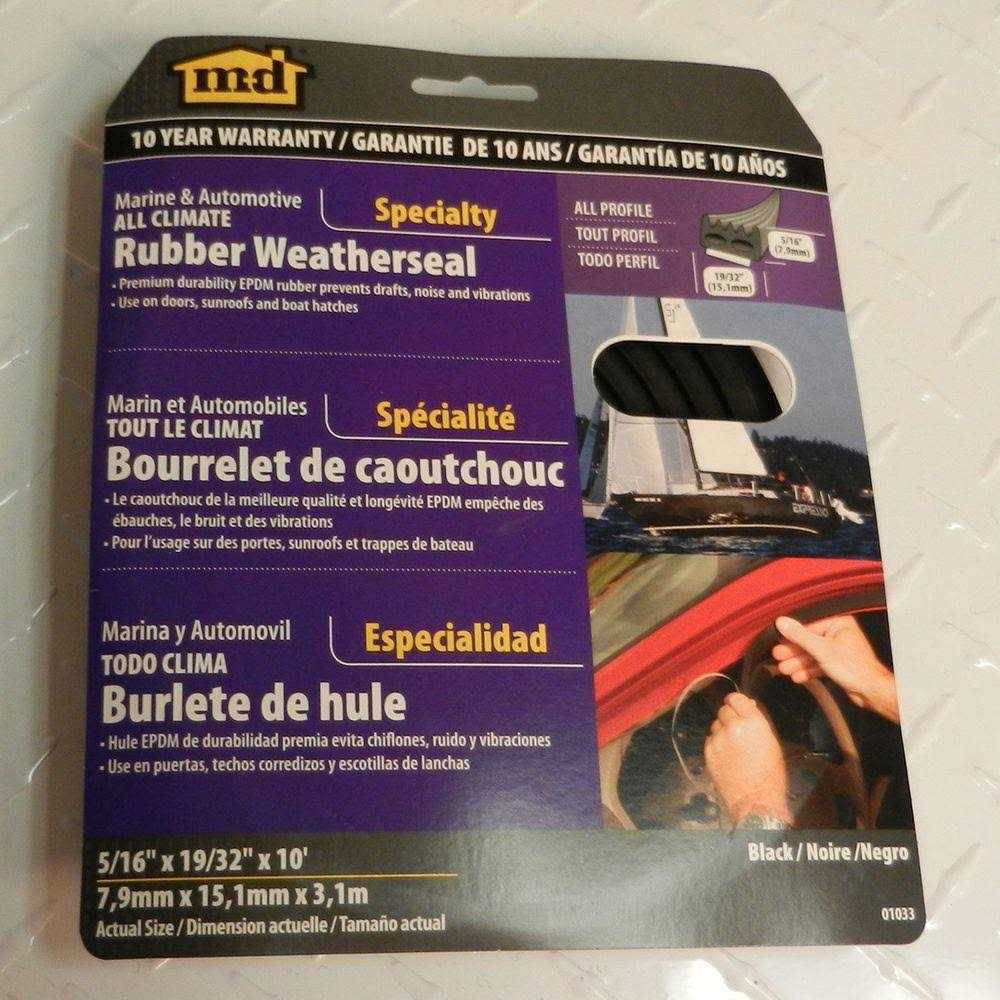 md
10 YEAR WARRANTY / GARANTIE DE 10 ANS / GARANTÍA DE 10 AÑOS
Marine & Automotive
ALL CLIMATE
Specialty
Rubber Weatherseal
• Premium durability EPDM rubber prevents drafts, noise and vibrations
• Use on doors, sunroofs and boat hatches
ALL PROFILE
TOUT PROFIL
TODO PERFIL
5/16"
(7,9mm)
19/32"
(15,1mm)
Marin et Automobiles
TOUT LE CLIMAT
Spécialité
Bourrelet de caoutchouc
• Le caoutchouc de la meilleure qualité et longévité EPDM empêche des
ébauches, le bruit et des vibrations
• Pour l'usage sur des portes, sunroofs et trappes de bateau
Marina y Automovil
TODO CLIMA
Especialidad
Burlete de hule
• Hule EPDM de durabilidad premia evita chiflones, ruido y vibraciones
• Use en puertas, techos corredizos y escotillas de lanchas
5/16" x 19/32" x 10'
7,9mm x 15,1mm x 3,1m
Actual Size / Dimension actuelle / Tamaño actual
Black / Noire /Negro
01033